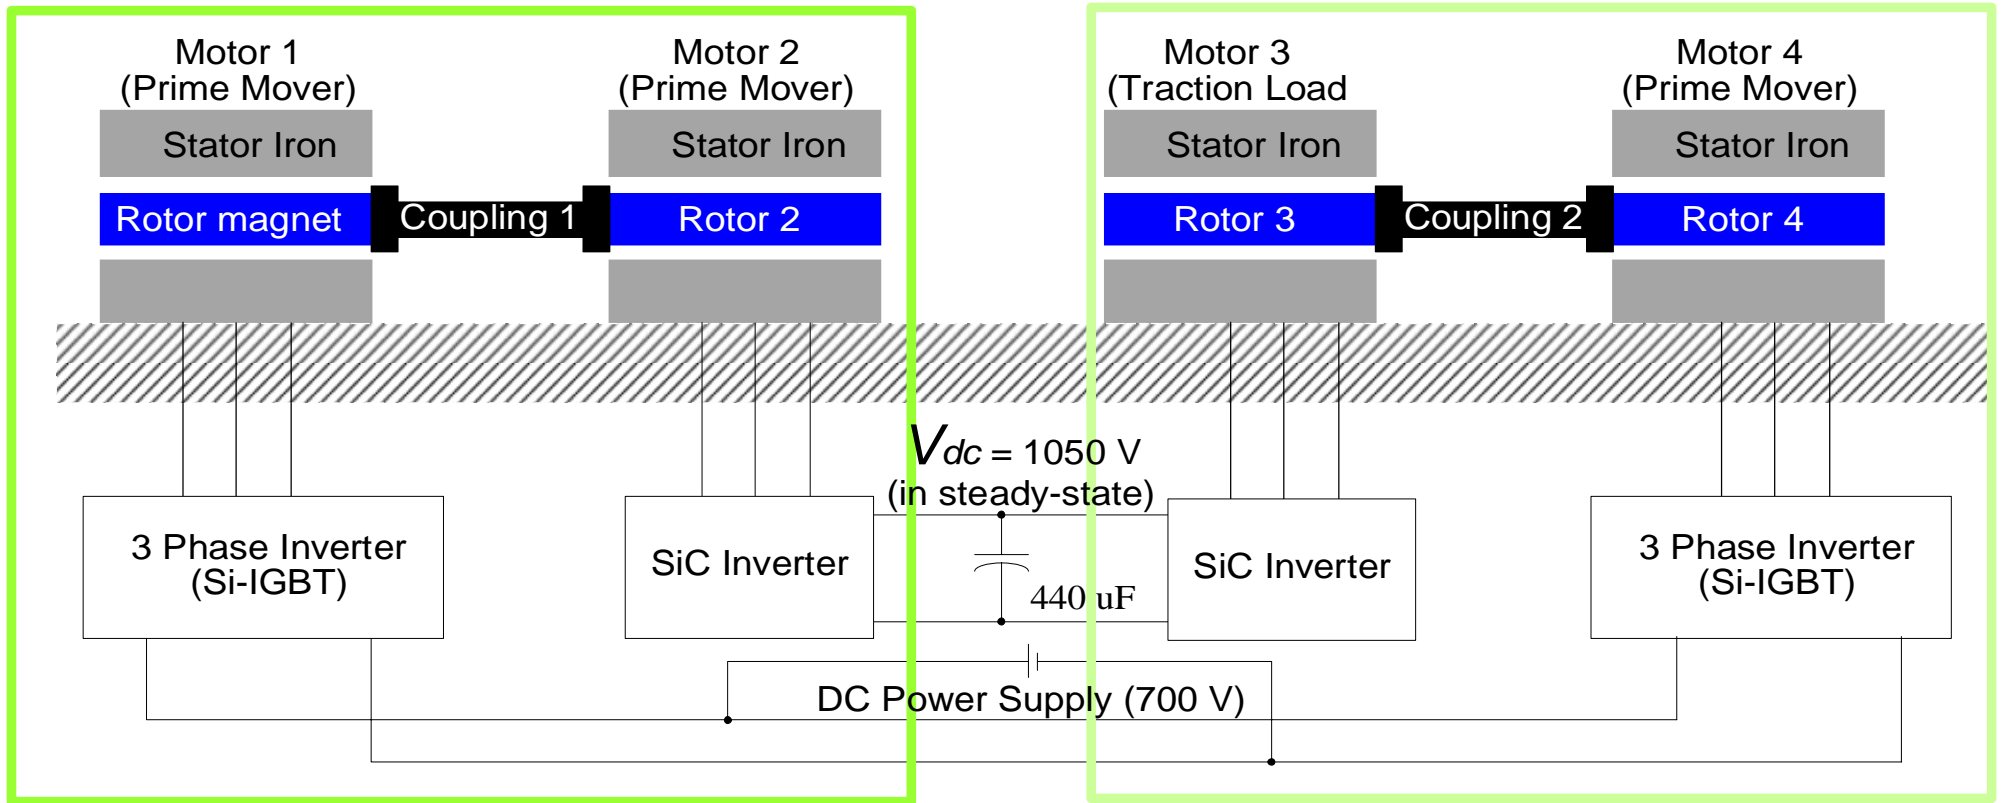 Motor 1
(Prime Mover)
Motor 2
(Prime Mover)
Motor 3
(Traction Load
Motor 4
(Prime Mover)
Stator Iron
Stator Iron
Stator Iron
Stator Iron
Rotor magnet
Coupling 1
Rotor 2
Rotor 3
Coupling 2
Rotor 4
Vdc = 1050 V
(in steady-state)
3 Phase Inverter
(Si-IGBT)
SiC Inverter
440 uF
SiC Inverter
3 Phase Inverter
(Si-IGBT)
DC Power Supply (700 V)